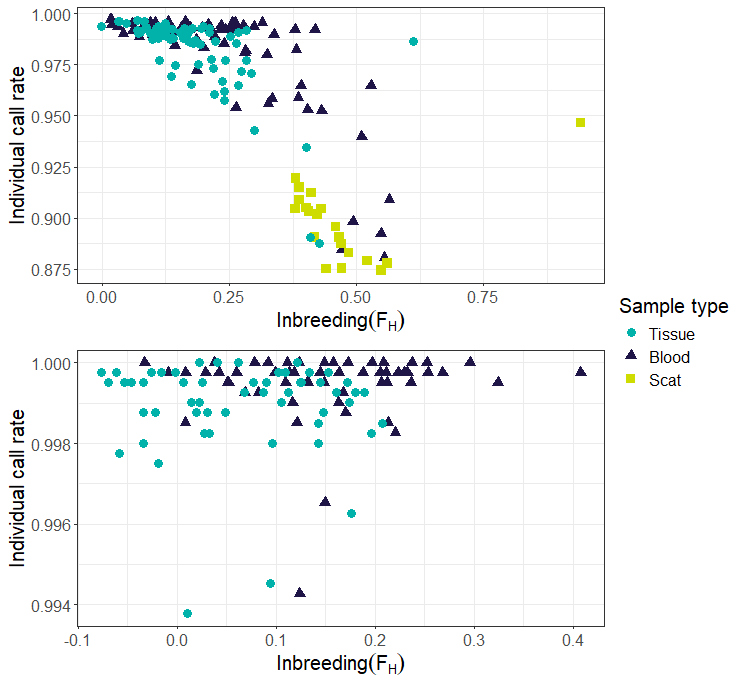 1.000
0.975
0.950
0.925
0.900
0.875
Individual call rate
0.00 0.25 0.50 0.75
Inbreeding(F_H)
Sample type
Tissue
Blood
Scat
1.000
0.998
0.996
0.994
Individual call rate
-0.1 0.0 0.1 0.2 0.3 0.4
Inbreeding(F_H)